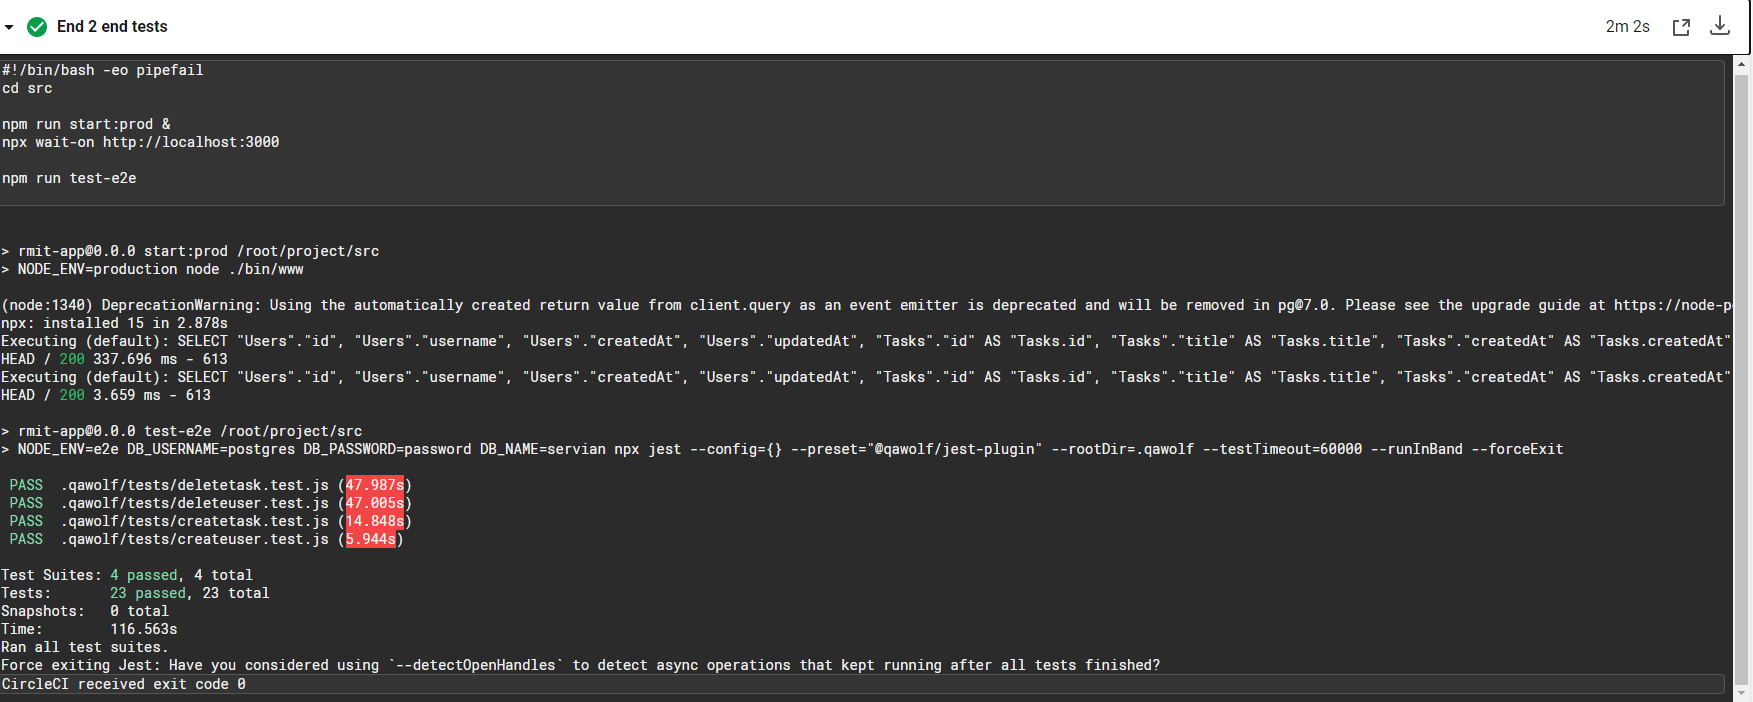 End 2 end tests
2m 2s
#!/bin/bash -eo pipefail
cd src
npm run start:prod &
npx wait-on http://localhost:3000
npm run test-e2e
> rmit-app@0.0.0 start:prod /root/project/src
> NODE_ENV=production node ./bin/www
(node:1340) DeprecationWarning: Using the automatically created return value from client.query as an event emitter is deprecated and will be removed in pg@7.0. Please see the upgrade guide at https://node-p
npx: installed 15 in 2.878s
Executing (default): SELECT "Users"."id", "Users"."username", "Users"."createdAt", "Users"."updatedAt", "Tasks"."id" AS "Tasks.id", "Tasks"."title" AS "Tasks.title", "Tasks"."createdAt" AS "Tasks.createdAt"
HEAD / 200 337.696 ms - 613
Executing (default): SELECT "Users"."id", "Users"."username", "Users"."createdAt", "Users"."updatedAt", "Tasks"."id" AS "Tasks.id", "Tasks"."title" AS "Tasks.title", "Tasks"."createdAt" AS "Tasks.createdAt"
HEAD / 200 3.659 ms - 613
> rmit-app@0.0.0 test-e2e /root/project/src
> NODE_ENV=e2e DB_USERNAME=postgres DB_PASSWORD=password DB_NAME=servian npx jest --config={} --preset="@qawolf/jest-plugin" --rootDir=.qawolf --testTimeout=60000 --runInBand --forceExit
PASS .qawolf/tests/deletetask.test.js (47.987s)
PASS .qawolf/tests/deleteuser.test.js (47.005s)
PASS .qawolf/tests/createtask.test.js (14.848s)
PASS .qawolf/tests/createuser.test.js (5.944s)
Test Suites: 4 passed, 4 total
Tests: 23 passed, 23 total
Snapshots: 0 total
Time: 116.563s
Ran all test suites.
Force exiting Jest: Have you considered using `--detectOpenHandles` to detect async operations that kept running after all tests finished?
CircleCI received exit code 0